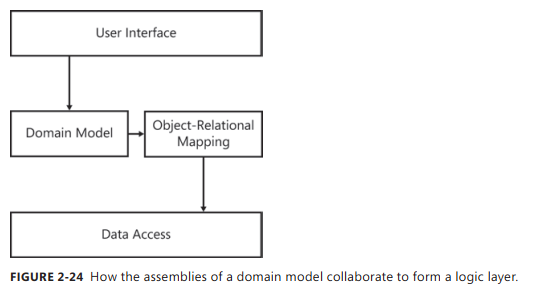 User Interface
Domain Model
Object-Relational
Mapping
Data Access
FIGURE 2-24 How the assemblies of a domain model collaborate to form a logic layer.